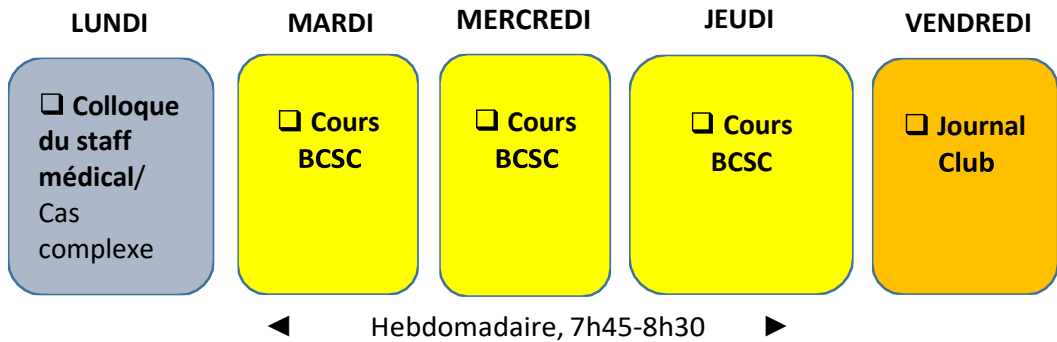 LUNDI
MARDI
MERCREDI
JEUDI
VENDREDI
❑ Colloque
du staff
médical/
Cas
complexe
❑ Cours
BCSC
❑ Cours
BCSC
❑ Cours
BCSC
❑ Journal
Club
◄ Hebdomadaire, 7h45-8h30 ►